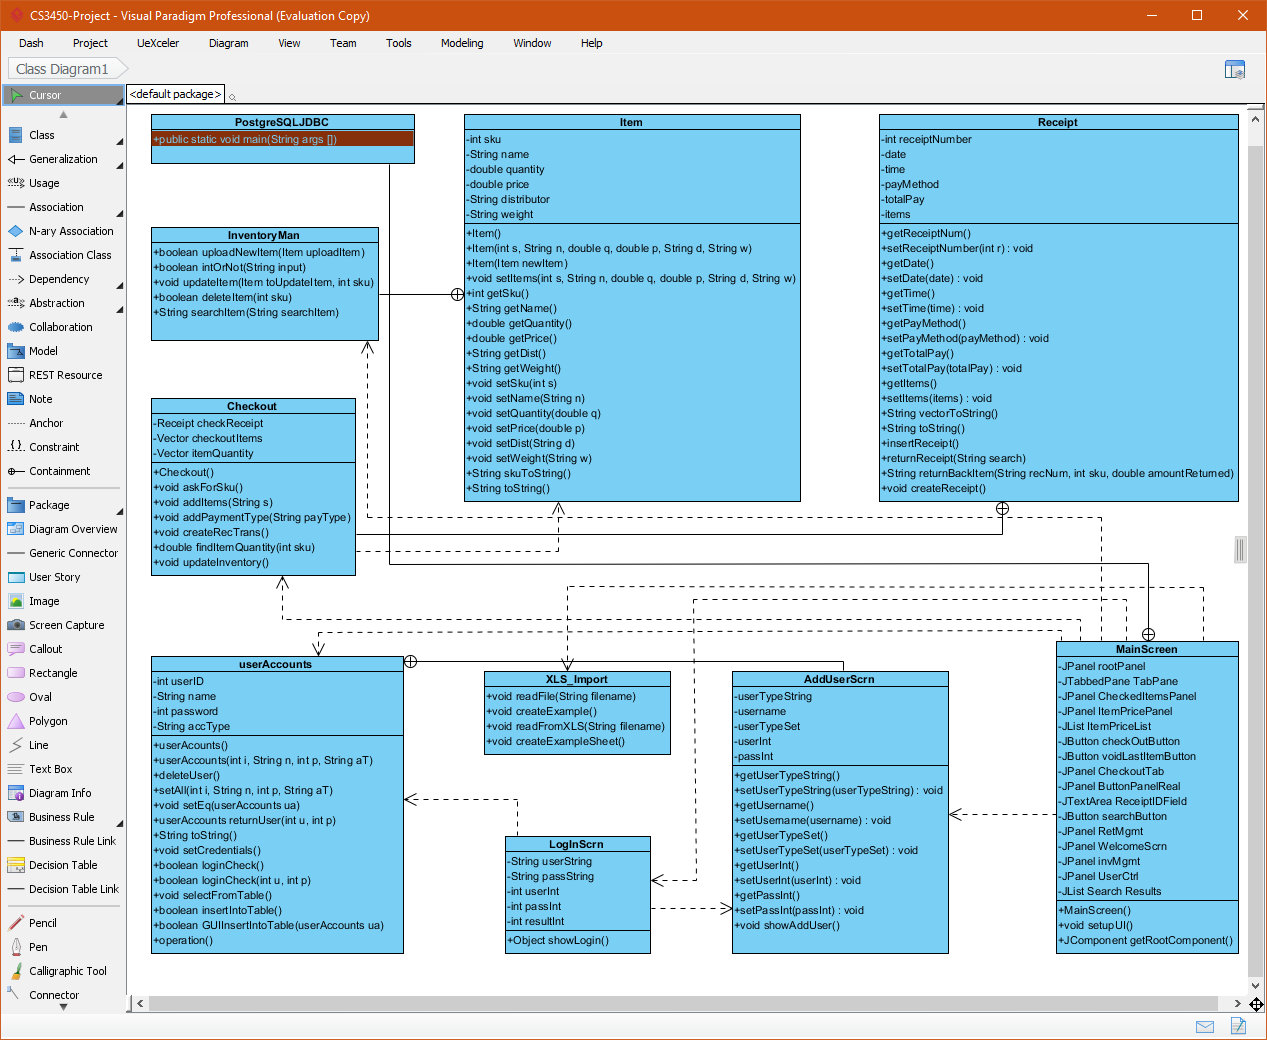 CS3450-Project - Visual Paradigm Professional (Evaluation Copy)
Dash Project UeXceler Diagram View Team Tools Modeling Window Help
Class Diagram1
Cursor
Class
Generalization
Usage
Association
N-ary Association
Association Class
Dependency
Abstraction
Collaboration
Model
REST Resource
Note
Anchor
Constraint
Containment
Package
Diagram Overview
Generic Connector
User Story
Image
Screen Capture
Callout
Rectangle
Oval
Polygon
Line
Text Box
Diagram Info
Business Rule
Business Rule Link
Decision Table
Decision Table Link
Pencil
Pen
Calligraphic Tool
Connector
<default package>
PostgreSQLJDBC
+public static void main(String args [])
InventoryMan
+boolean uploadNewItem(Item uploadItem)
+boolean intOrNot(String input)
+void updateItem(Item toUpdateItem, int sku)
+boolean deleteItem(int sku)
+String searchItem(String searchItem)
Checkout
-Receipt checkReceipt
-Vector checkoutItems
-Vector itemQuantity
+Checkout()
+void askForSku()
+void addItems(String s)
+void addPaymentType(String payType)
+void createRecTrans()
+double findItemQuantity(int sku)
+void updateInventory()
Item
-int sku
-String name
-double quantity
-double price
-String distributor
-String weight
+Item()
+Item(int s, String n, double q, double p, String d, String w)
+Item(Item newItem)
+void setItems(int s, String n, double q, double p, String d, String w)
+int getSku()
+String getName()
+double getQuantity()
+double getPrice()
+String getDist()
+String getWeight()
+void setSku(int s)
+void setName(String n)
+void setQuantity(double q)
+void setPrice(double p)
+void setDist(String d)
+void setWeight(String w)
+String skuToString()
+String toString()
Receipt
-int receiptNumber
-date
-time
-payMethod
-totalPay
-items
+getReceiptNum()
+setReceiptNumber(int r) : void
+getDate()
+setDate(date) : void
+getTime()
+setTime(time) : void
+getPayMethod()
+setPayMethod(payMethod) : void
+getTotalPay()
+setTotalPay(totalPay) : void
+getItems()
+setItems(items) : void
+String vectorToString()
+String toString()
+insertReceipt()
+returnReceipt(String search)
+String returnBackItem(String recNum, int sku, double amountReturned)
+void createReceipt()
userAccounts
-int userID
-String name
-int password
-String accType
+userAcounts()
+userAccounts(int i, String n, int p, String aT)
+deleteUser()
+setAll(int i, String n, int p, String aT)
+void setEq(userAccounts ua)
+userAccounts returnUser(int u, int p)
+String toString()
+void setCredentials()
+boolean loginCheck()
+boolean loginCheck(int u, int p)
+void selectFromTable()
+boolean insertIntoTable()
+boolean GUIInsertIntoTable(userAccounts ua)
+operation()
XLS_Import
+void readFile(String filename)
+void createExample()
+void readFromXLS(String filename)
+void createExampleSheet()
LogInScrn
-String userString
-String passString
-int userInt
-int passInt
-int resultInt
+Object showLogin()
AddUserScrn
-userTypeString
-username
-userTypeSet
-userInt
-passInt
+getUserTypeString()
+setUserTypeString(userTypeString) : void
+getUsername()
+setUsername(username) : void
+getUserTypeSet()
+setUserTypeSet(userTypeSet) : void
+getUserInt()
+setUserInt(userInt) : void
+getPassInt()
+setPassInt(passInt) : void
+void showAddUser()
MainScreen
-JPanel rootPanel
-JTabbedPane TabPane
-JPanel CheckedItemsPanel
-JPanel ItemPricePanel
-JList ItemPriceList
-JButton checkOutButton
-JButton voidLastItemButton
-JPanel CheckoutTab
-JPanel ButtonPanelReal
-JTextArea ReceiptIDField
-JButton searchButton
-JPanel RetMgmt
-JPanel WelcomeScrn
-JPanel invMgmt
-JPanel UserCtrl
-JList Search Results
+MainScreen()
+void setupUI()
+JComponent getRootComponent()